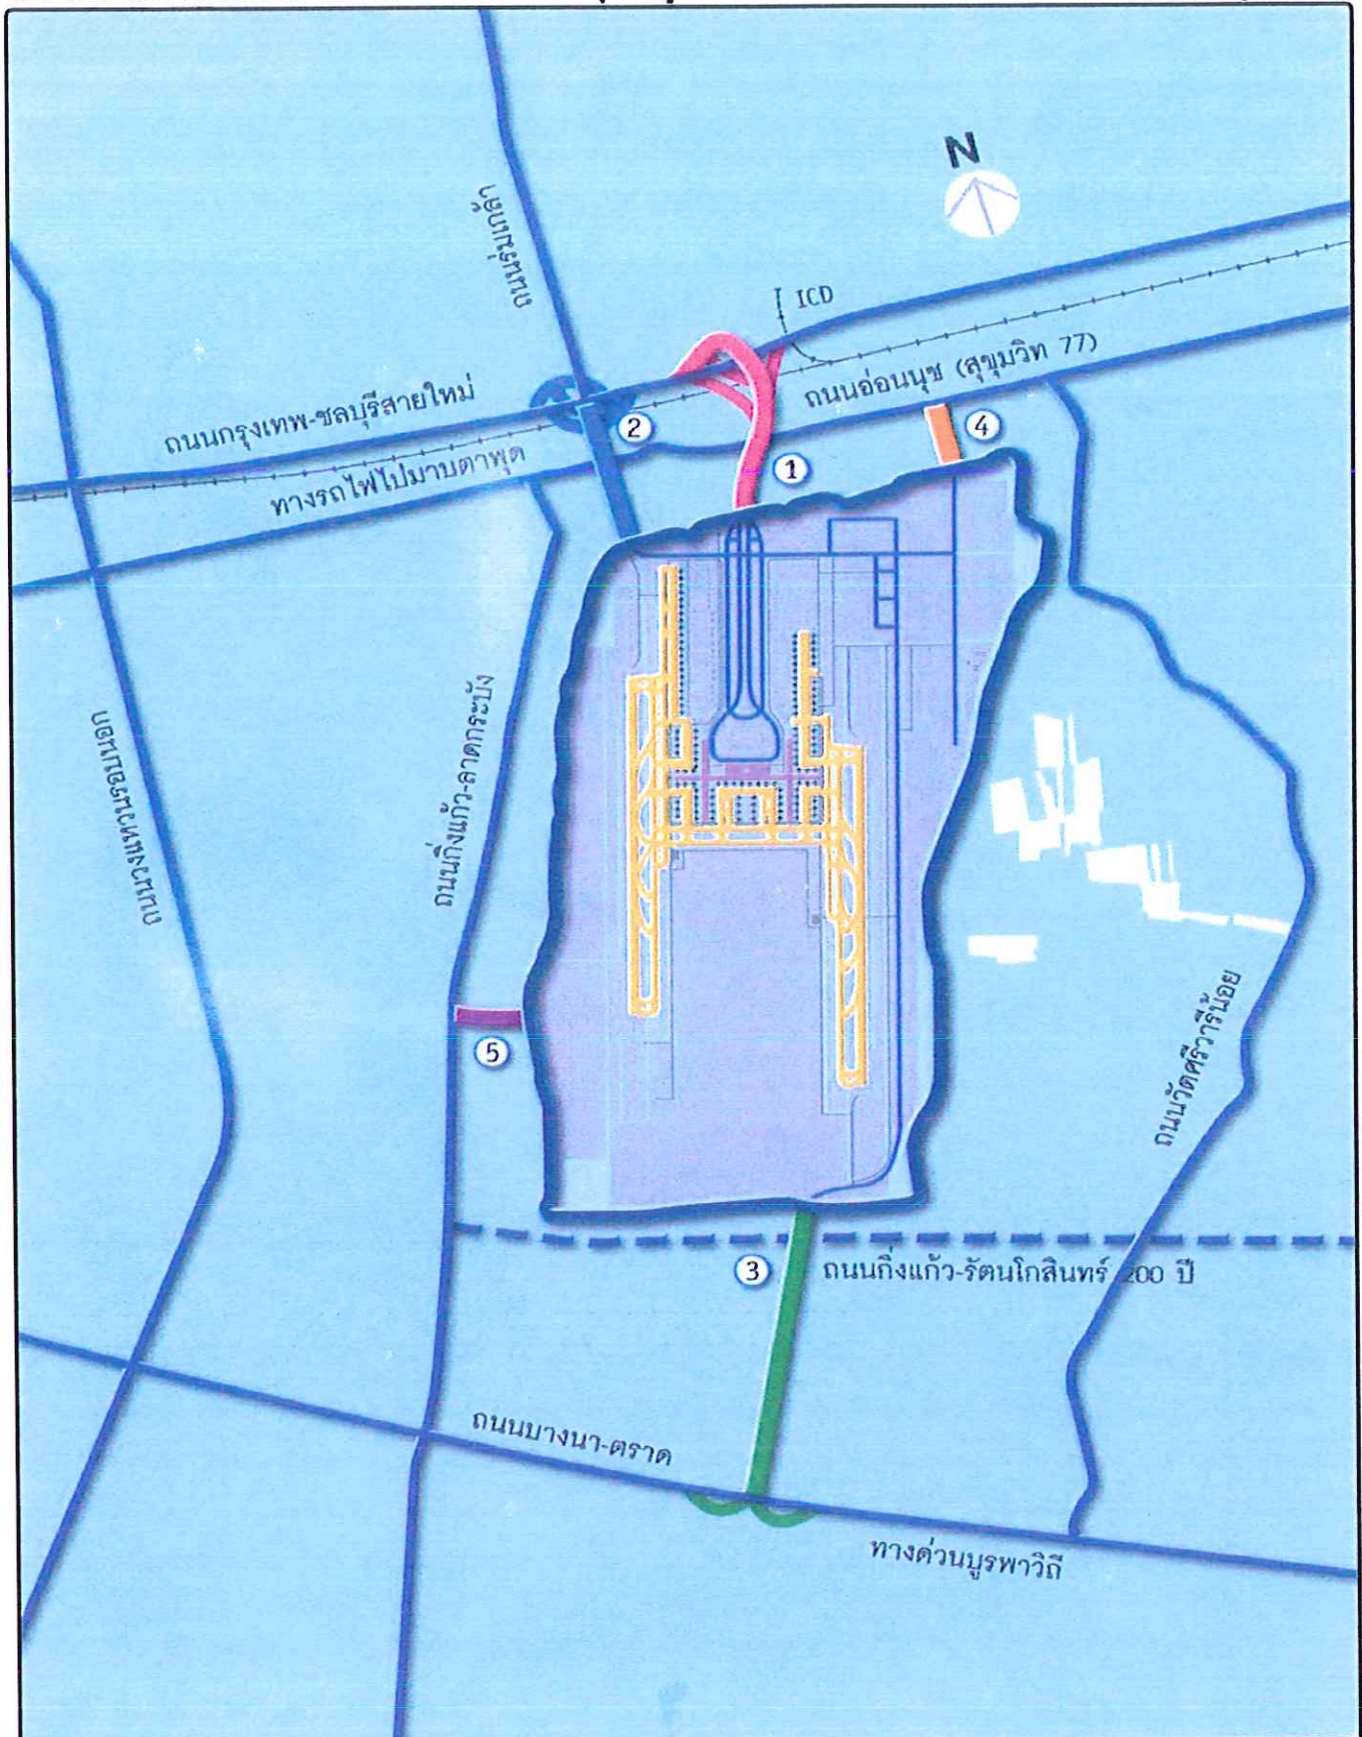 N
ถนนร่มเกล้า
ICD
ถนนอ่อนนุช (สุขุมวิท 77)
ถนนกรุงเทพ-ชลบุรีสายใหม่
2
4
1
ทางรถไฟไปมาบตาพุด
ถนนกิ่งแก้ว-ลาดกระบัง
ถนนวงแหวนรอบนอก
ถนนวัดศรีวารีน้อย
5
3
ถนนกิ่งแก้ว-รัตนโกสินทร์ 200 ปี
ถนนบางนา-ตราด
ทางด่วนบูรพาวิถี